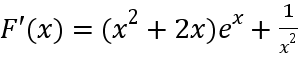 F′(x) = (x² + 2x)eˣ + 1/x²